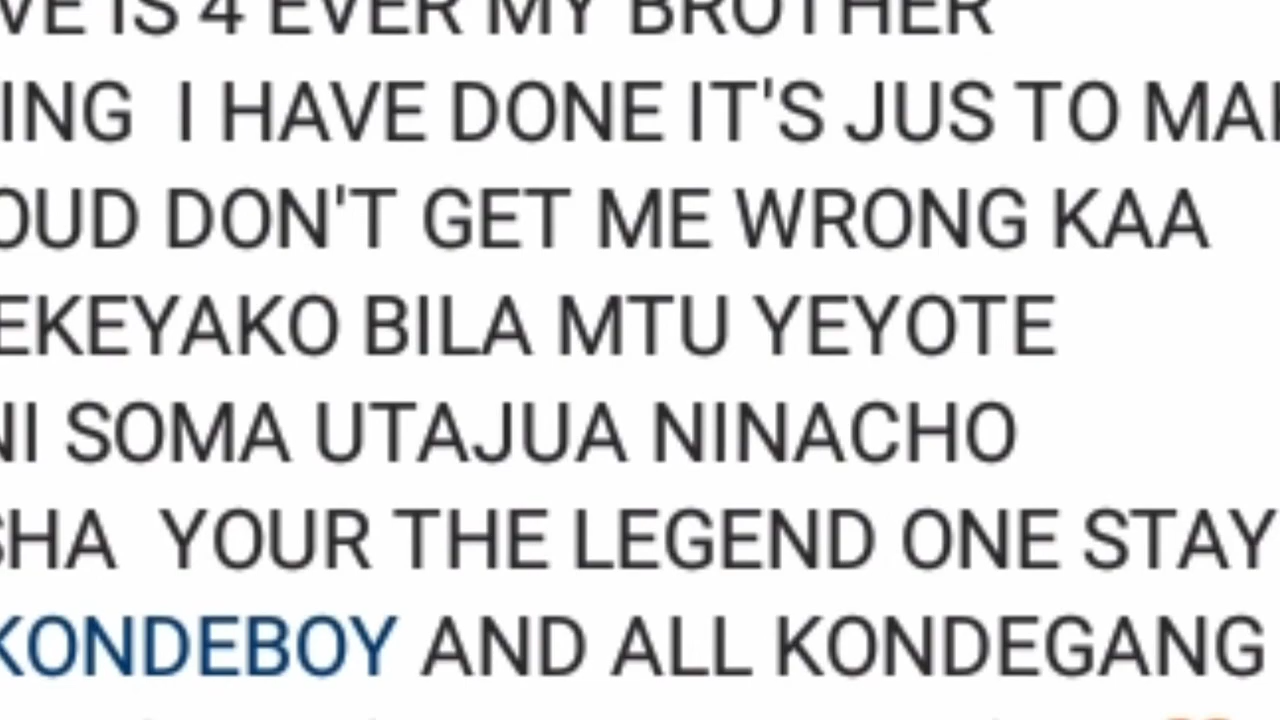 VE IS 4 EVER MY BROTHER
ING I HAVE DONE IT'S JUS TO MA
OUD DON'T GET ME WRONG KAA
EKEYAKO BILA MTU YEYOTE
NI SOMA UTAJUA NINACHO
SHA YOUR THE LEGEND ONE STAY
KONDEBOY AND ALL KONDEGANG